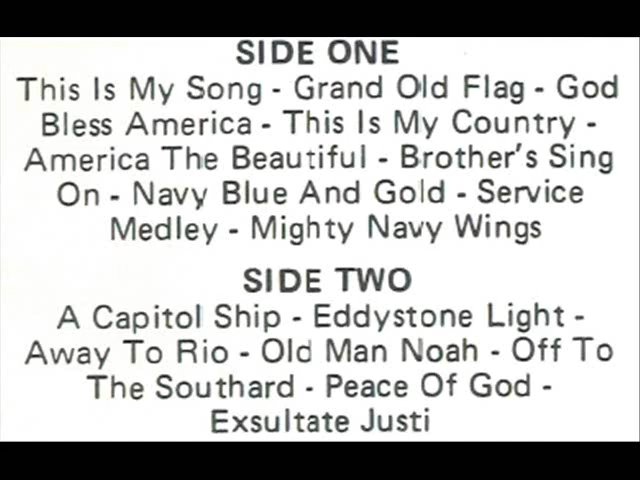 SIDE ONE
This Is My Song - Grand Old Flag - God
Bless America - This Is My Country -
America The Beautiful - Brother's Sing
On - Navy Blue And Gold - Service
Medley - Mighty Navy Wings
SIDE TWO
A Capitol Ship - Eddystone Light -
Away To Rio - Old Man Noah - Off To
The Southard - Peace Of God -
Exsultate Justi